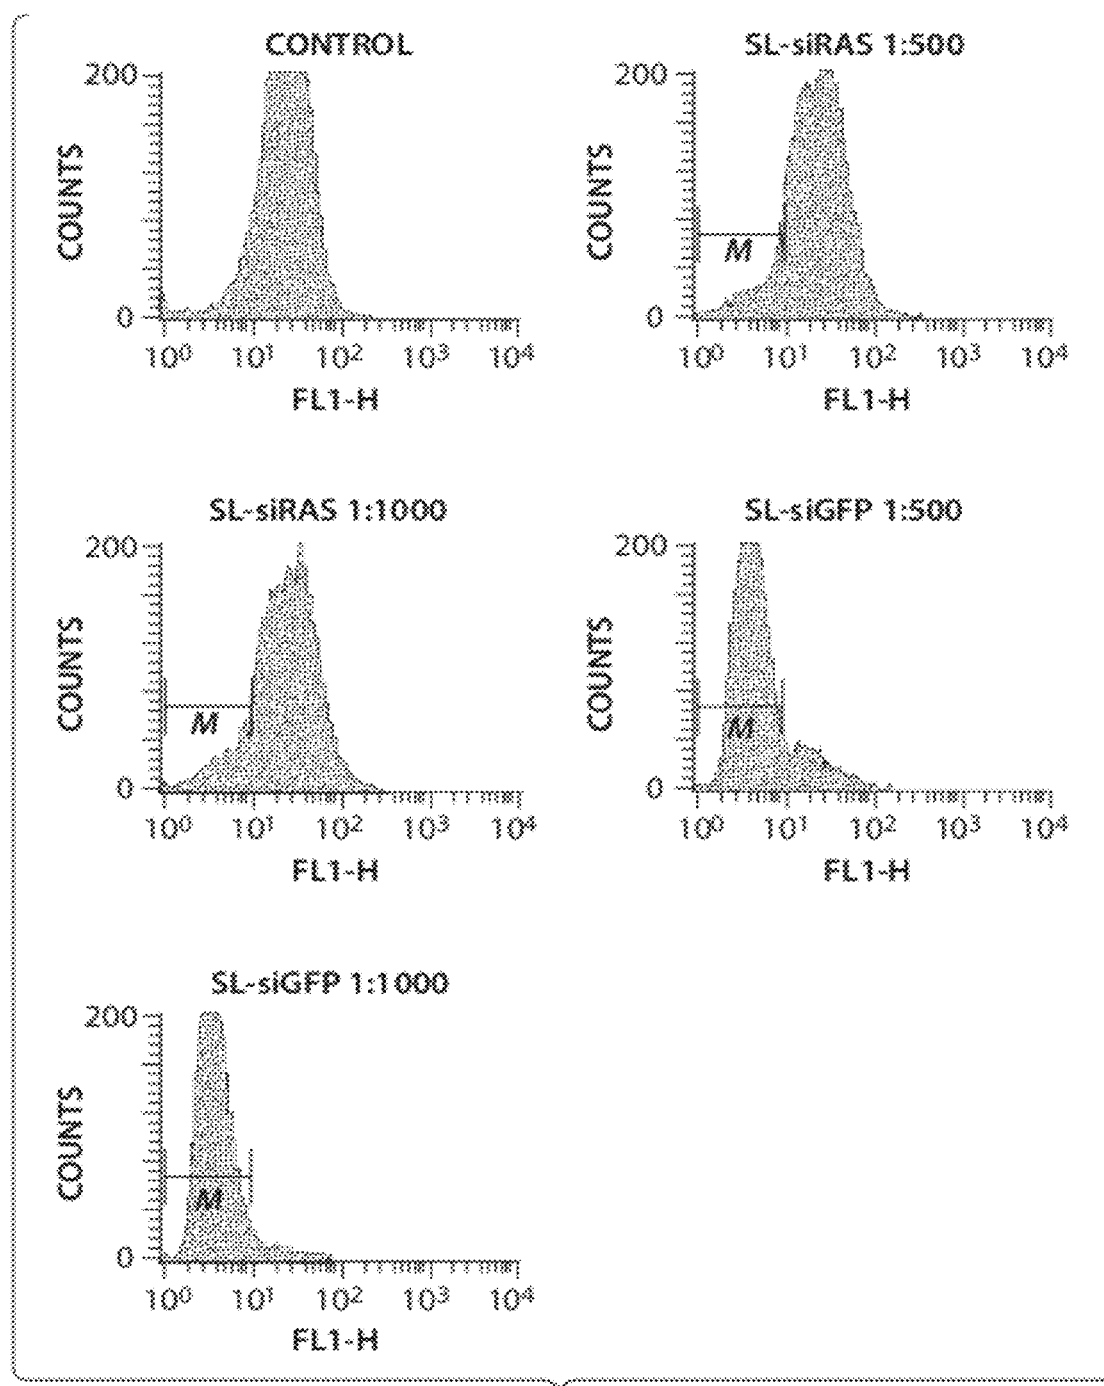 CONTROL
200
COUNTS
0
10⁰ 10¹ 10² 10³ 10⁴
FL1-H
SL-siRAS 1:500
200
COUNTS
M
0
10⁰ 10¹ 10² 10³ 10⁴
FL1-H
SL-siRAS 1:1000
200
COUNTS
M
0
10⁰ 10¹ 10² 10³ 10⁴
FL1-H
SL-siGFP 1:500
200
COUNTS
M
0
10⁰ 10¹ 10² 10³ 10⁴
FL1-H
SL-siGFP 1:1000
200
COUNTS
M
0
10⁰ 10¹ 10² 10³ 10⁴
FL1-H